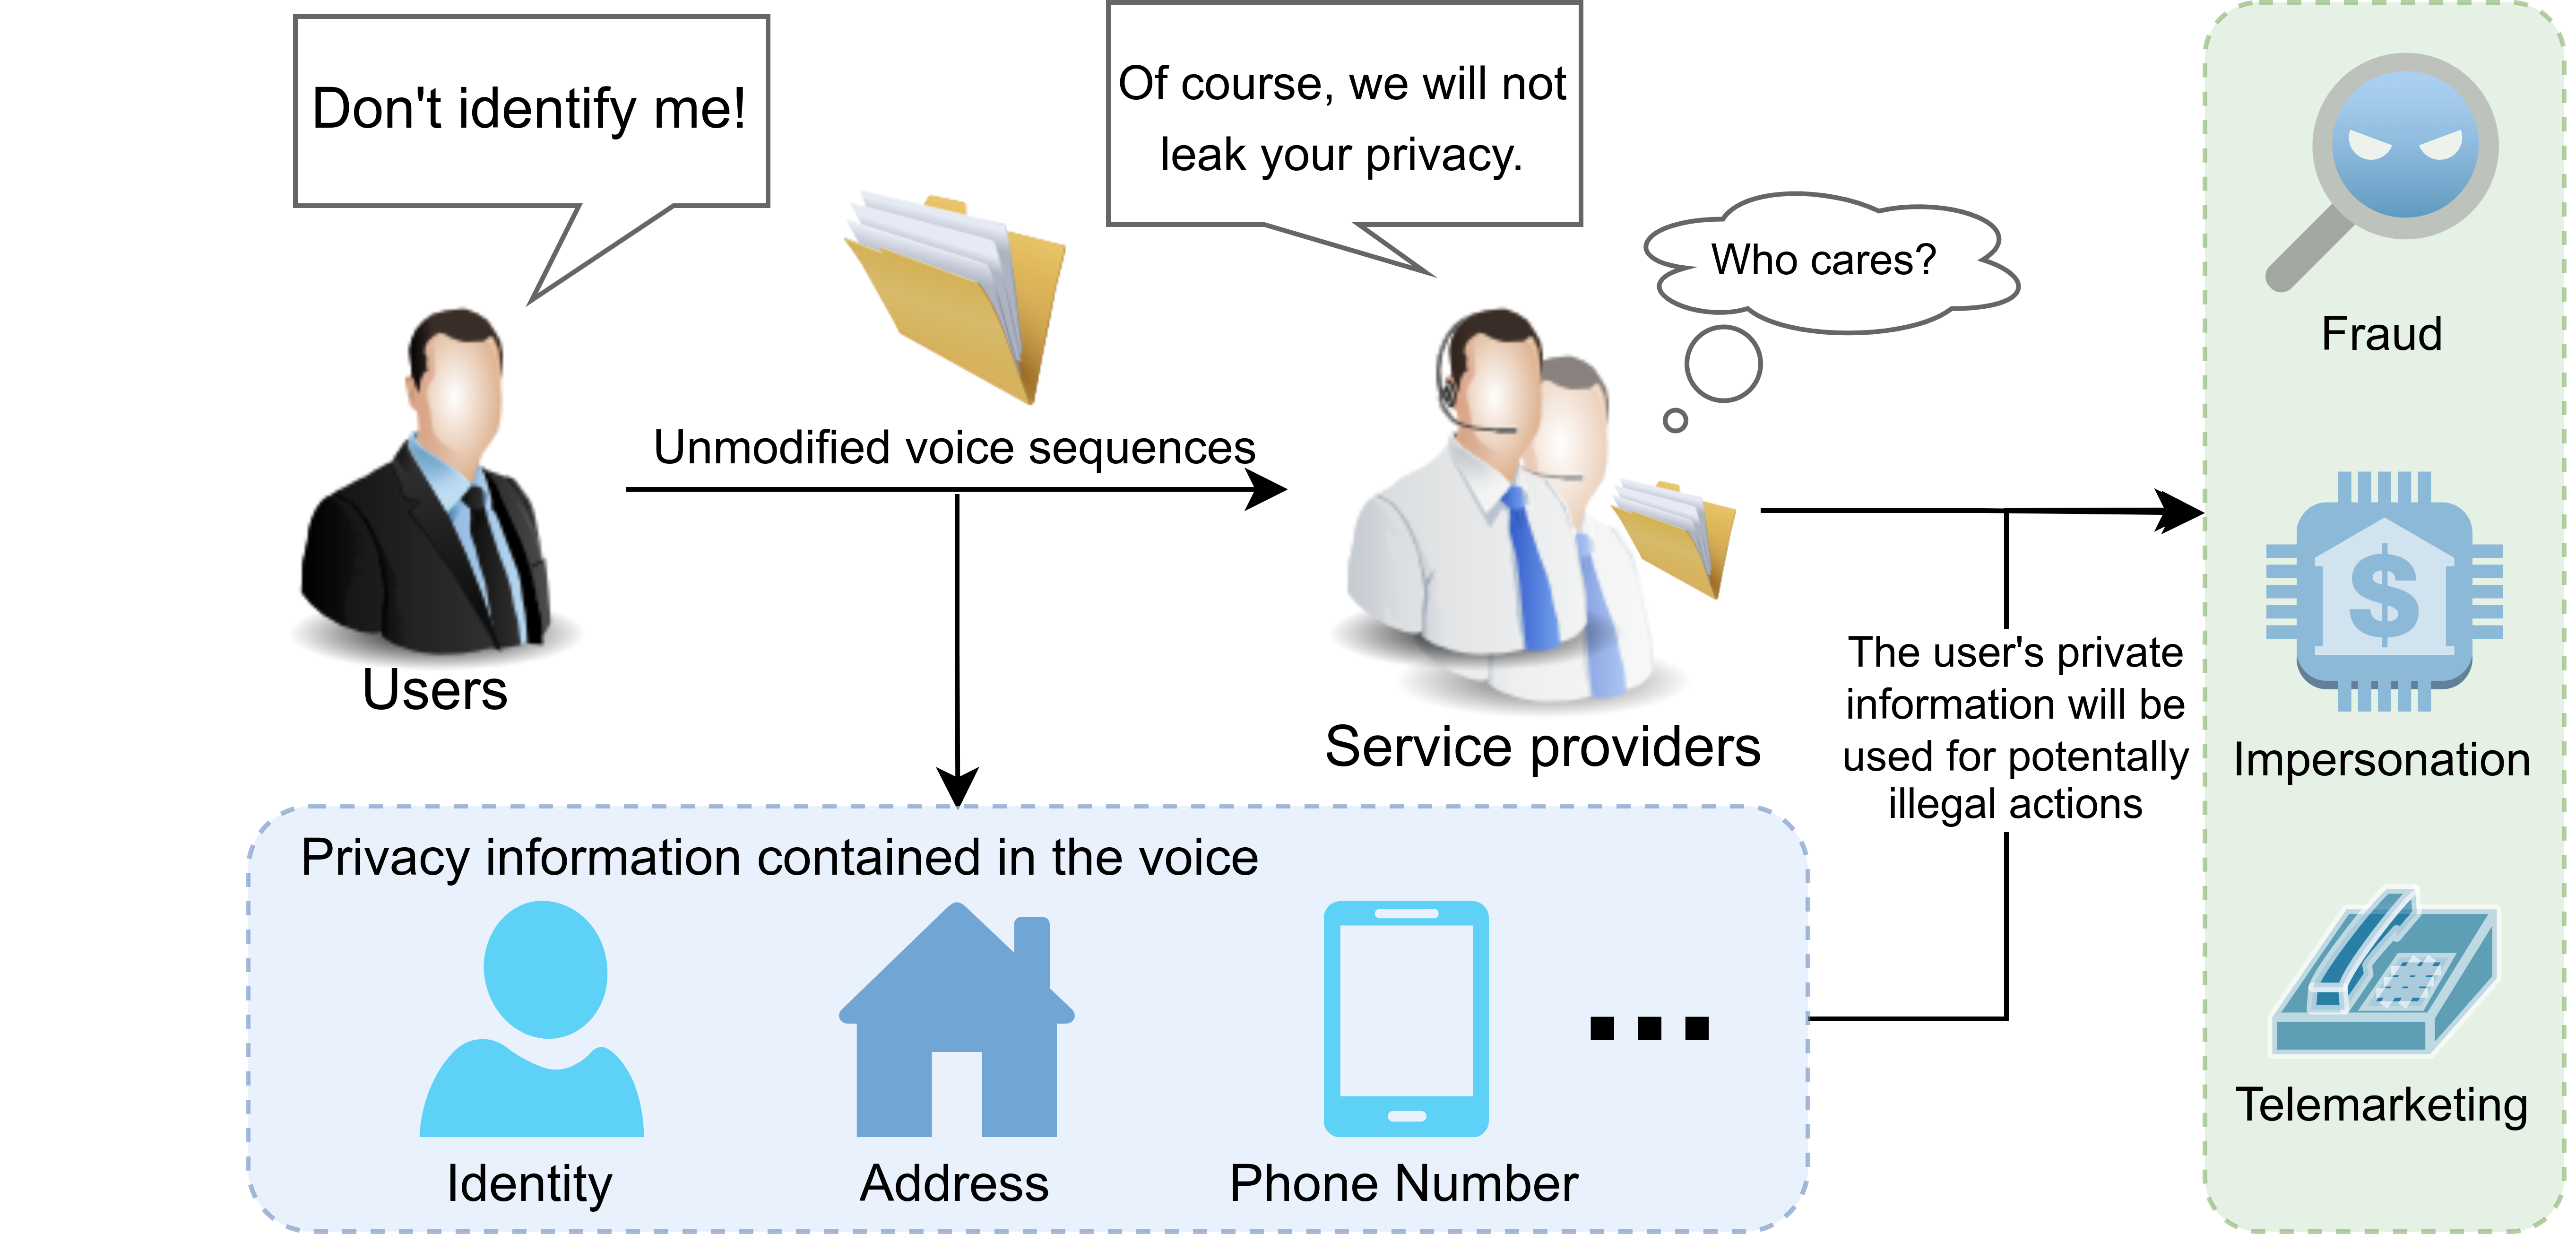 Don't identify me!
Of course, we will not
leak your privacy.
Who cares?
Unmodified voice sequences
Users
Service providers
The user's private
information will be
used for potentially
illegal actions
Privacy information contained in the voice
Identity
Address
Phone Number
Fraud
$
Impersonation
Telemarketing